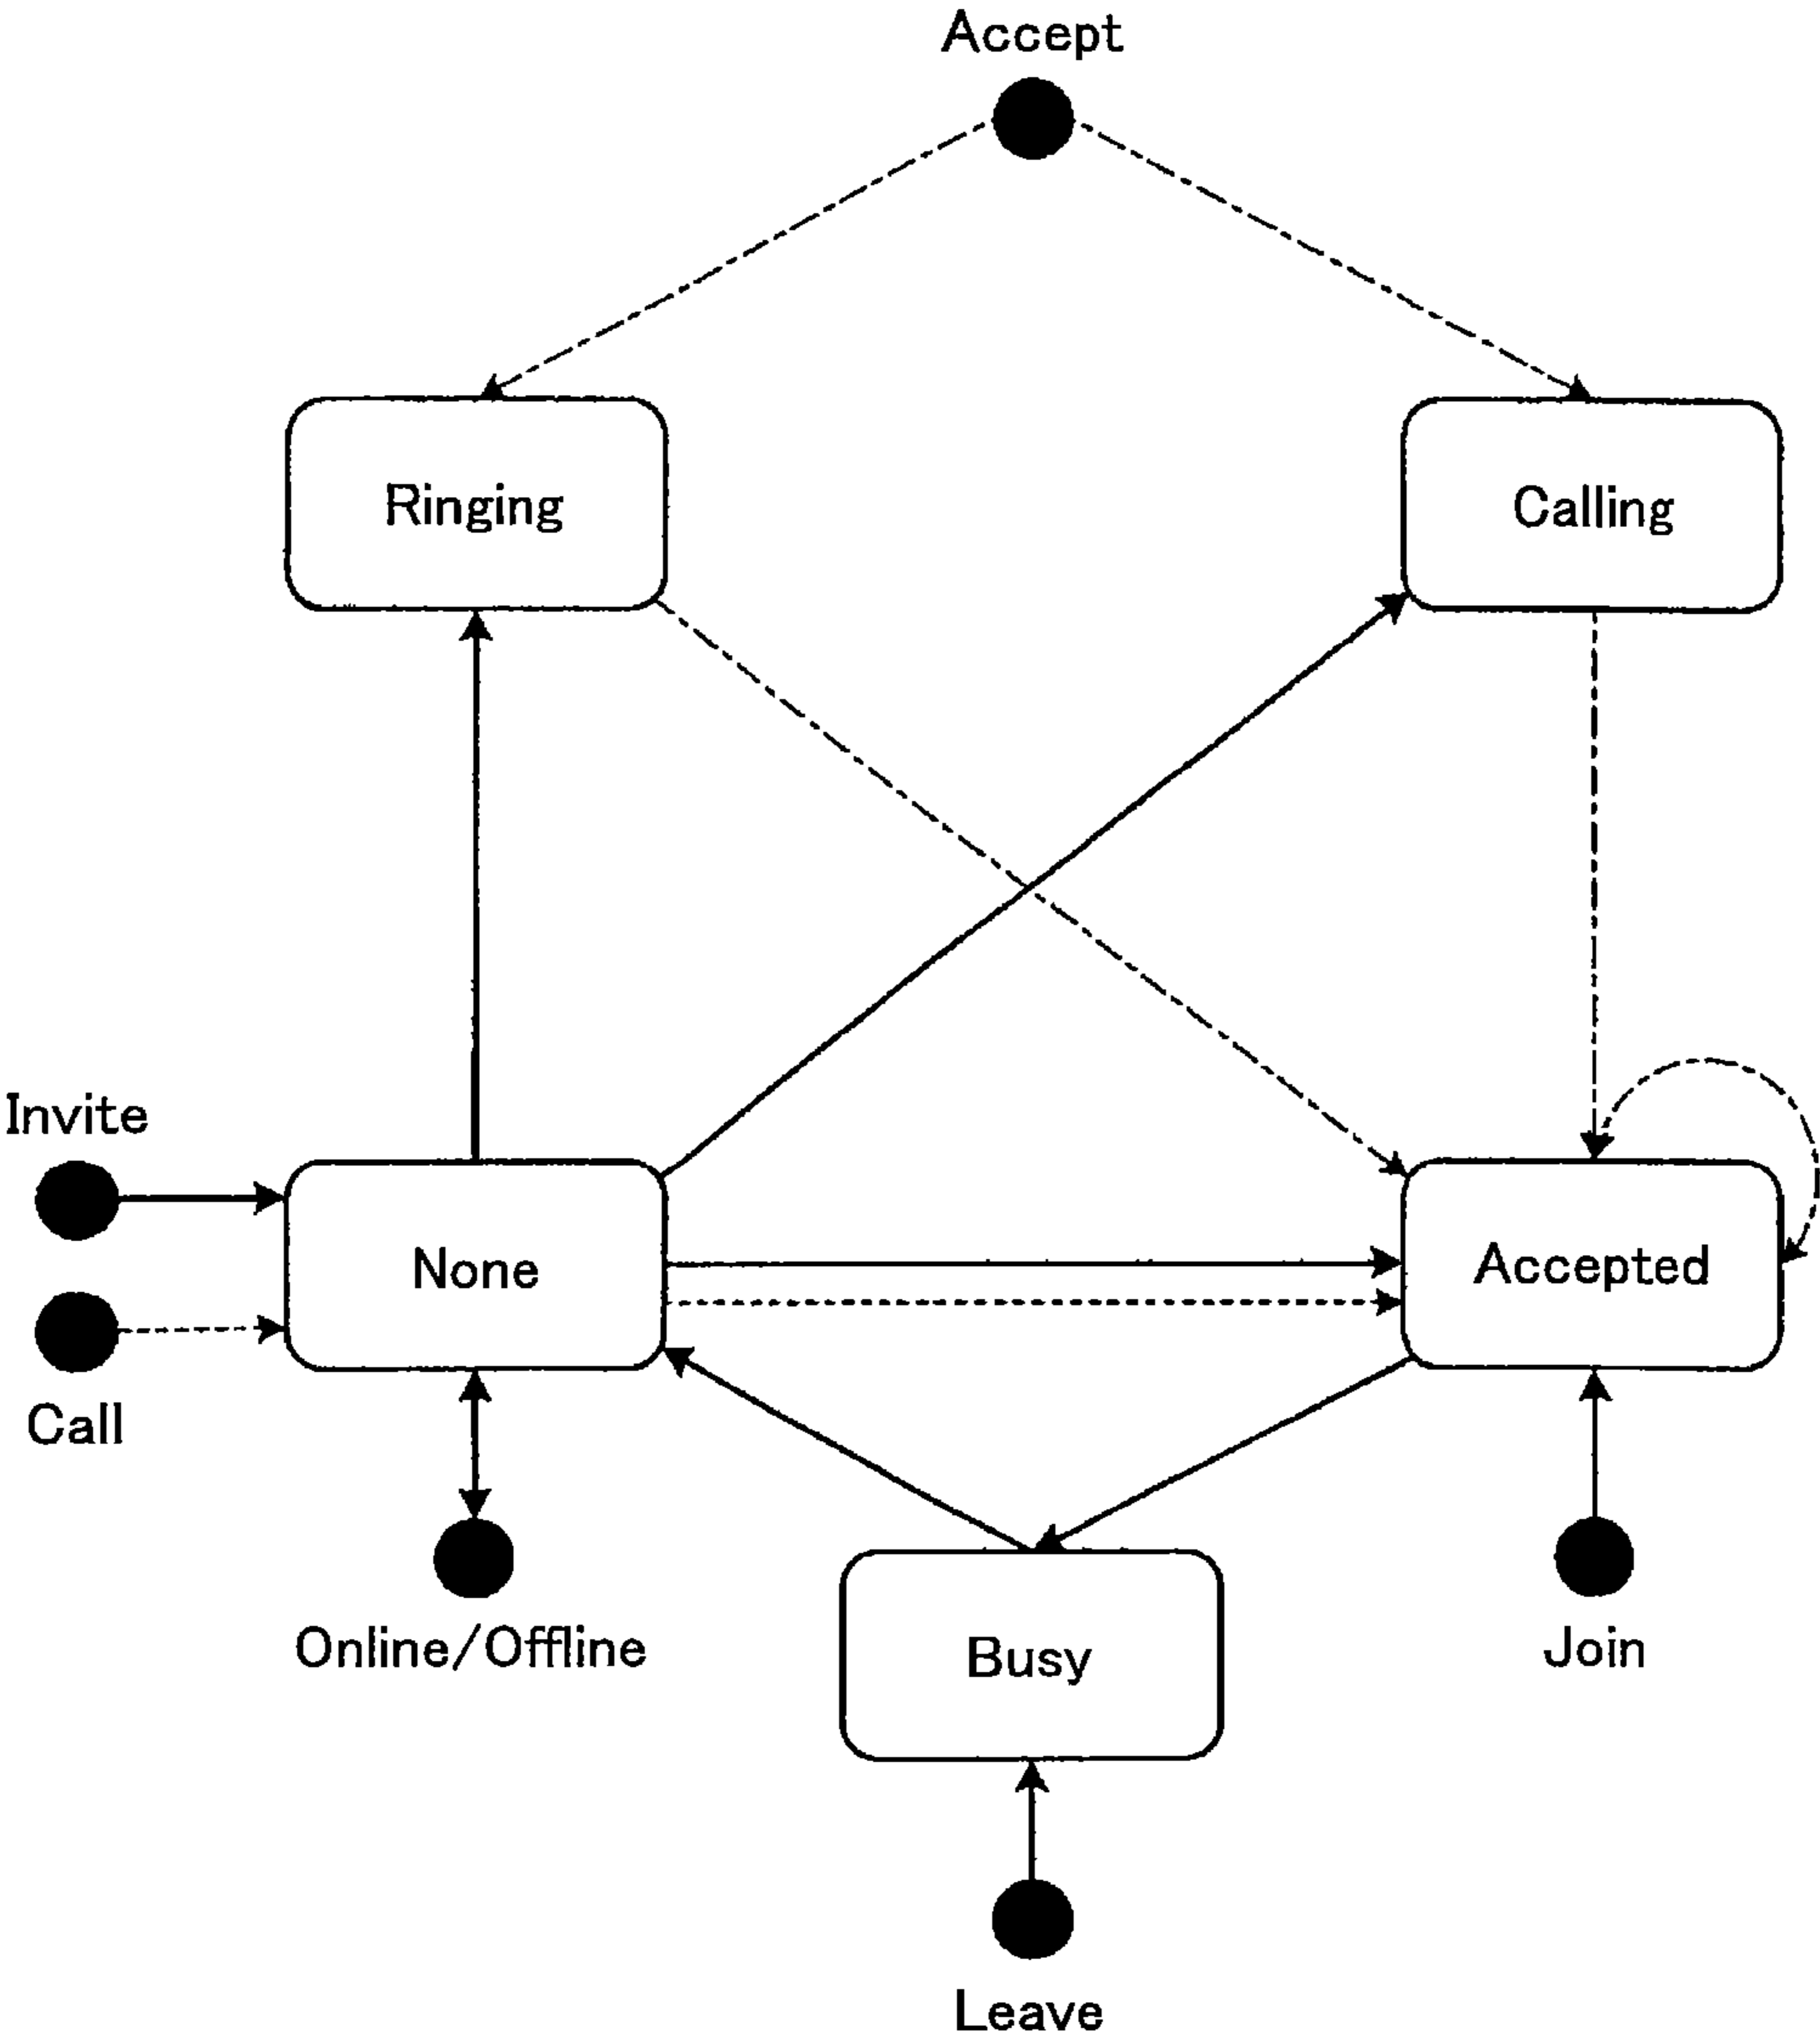 Accept
Ringing
Calling
Invite
None
Accepted
Call
Online/Offline
Busy
Join
Leave